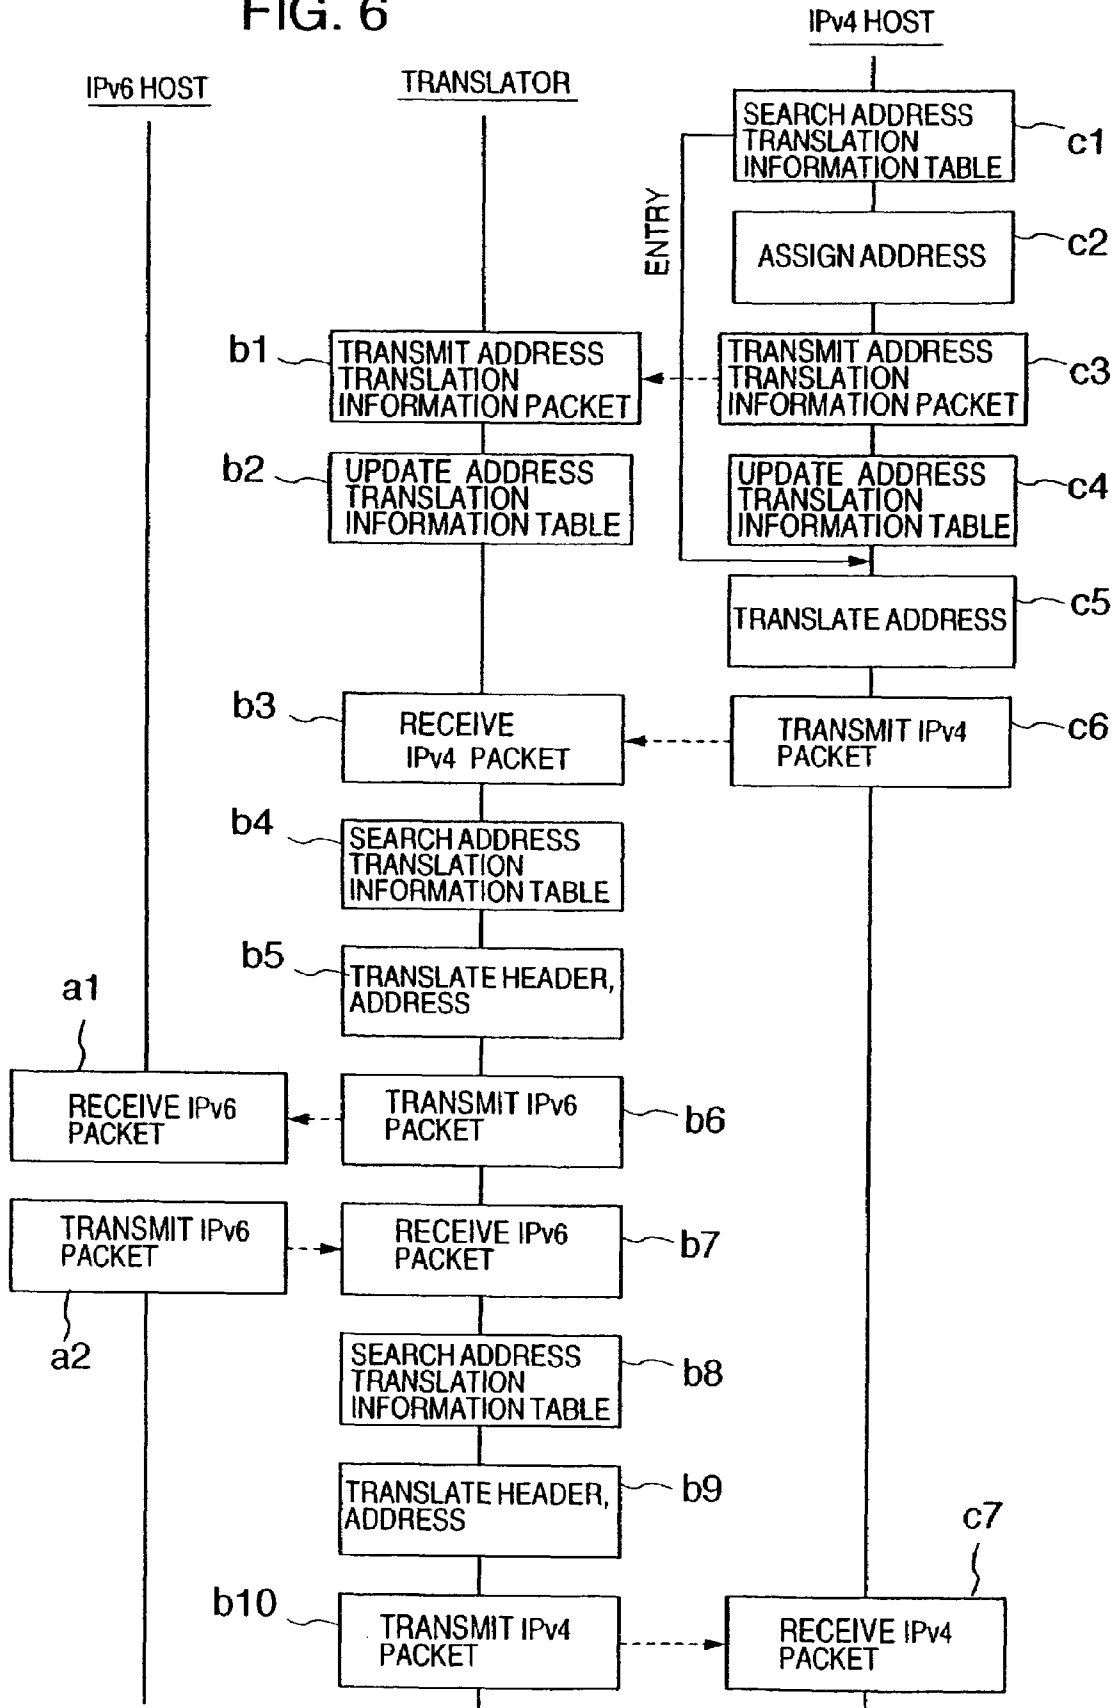 FIG. 6
IPv6 HOST
TRANSLATOR
IPv4 HOST
SEARCH ADDRESS
TRANSLATION
INFORMATION TABLE
c1
ENTRY
ASSIGN ADDRESS
c2
b1
TRANSMIT ADDRESS
TRANSLATION
INFORMATION PACKET
TRANSMIT ADDRESS
TRANSLATION
INFORMATION PACKET
c3
b2
UPDATE ADDRESS
TRANSLATION
INFORMATION TABLE
UPDATE ADDRESS
TRANSLATION
INFORMATION TABLE
c4
TRANSLATE ADDRESS
c5
b3
RECEIVE
IPv4 PACKET
TRANSMIT IPv4
PACKET
c6
b4
SEARCH ADDRESS
TRANSLATION
INFORMATION TABLE
b5
TRANSLATE HEADER,
ADDRESS
a1
RECEIVE IPv6
PACKET
TRANSMIT IPv6
PACKET
b6
TRANSMIT IPv6
PACKET
a2
RECEIVE IPv6
PACKET
b7
SEARCH ADDRESS
TRANSLATION
INFORMATION TABLE
b8
TRANSLATE HEADER,
ADDRESS
b9
b10
TRANSMIT IPv4
PACKET
c7
RECEIVE IPv4
PACKET